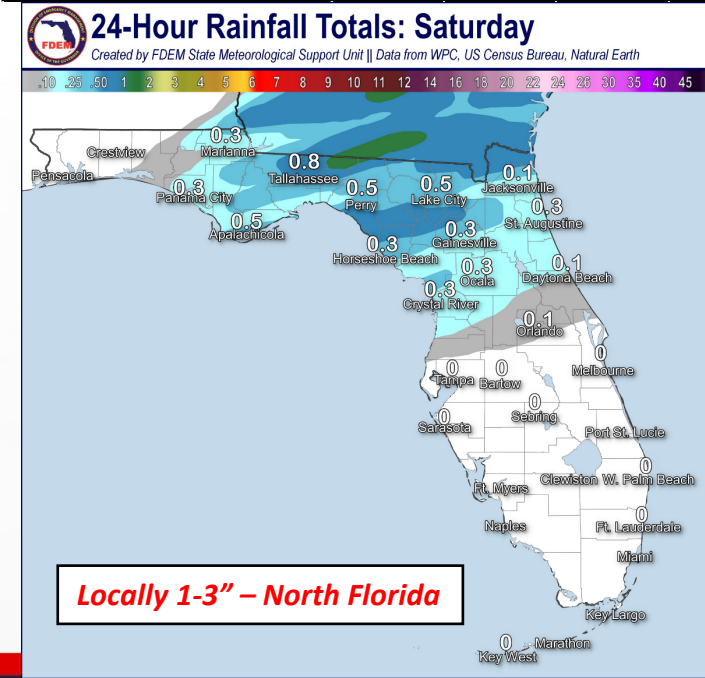 24-Hour Rainfall Totals: Saturday
Created by FDEM State Meteorological Support Unit || Data from WPC, US Census Bureau, Natural Earth
FDEM
.10 .25 .50 1 2 3 4 5 6 7 8 9 10 11 12 14 16 18 20 22 24 26 30 35 40 45
0.3
Crestview
Marianna
0.8
Pensacola
Tallahassee
0.1
0.3
0.5
0.5
Jacksonville
Panama City
Perry
Lake City
0.3
0.5
St. Augustine
Apalachicola
0.3
Gainesville
0.3
Horseshoe Beach
0.3
0.1
Ocala
Daytona Beach
0.3
Crystal River
0.1
Orlando
0
0
0
Melbourne
Tampa
Bartow
0
Sebring
0
Sarasota
Port St. Lucie
0
Clewiston
W. Palm Beach
Ft. Myers
0
Naples
Ft. Lauderdale
Miami
Locally 1-3” – North Florida
Key Largo
0
Marathon
Key West